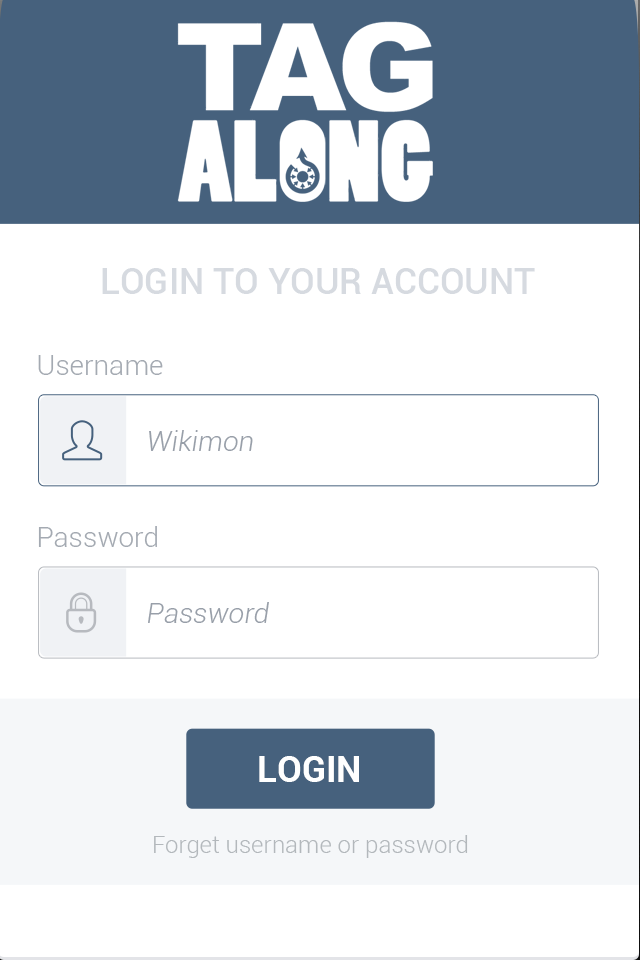 TAG
ALONG
LOGIN TO YOUR ACCOUNT
Username
Wikimon
Password
Password
LOGIN
Forget username or password